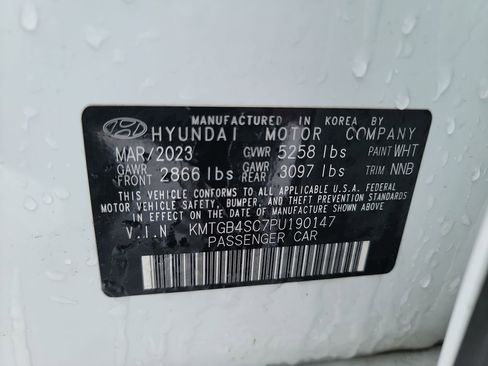 MANUFACTURED IN KOREA BY
HYUNDAI MOTOR COMPANY
MAR/2023 GVWR 5258 lbs PAINT WHT
GAWR FRONT 2866 lbs GAWR REAR 3097 lbs TRIM NNB
THIS VEHICLE CONFORMS TO ALL APPLICABLE U.S.A. FEDERAL
MOTOR VEHICLE SAFETY, BUMPER, AND THEFT PREVENTION STANDARDS
IN EFFECT ON THE DATE OF MANUFACTURE SHOWN ABOVE.
V.I.N. KMTGB4SC7PU190147
PASSENGER CAR